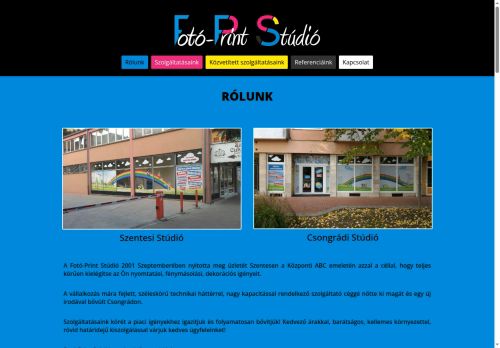 Fotó-Print Stúdió
Rólunk Szolgáltatásaink Közvetített szolgáltatásaink Referenciáink Kapcsolat
RÓLUNK
Szentesi Stúdió
Csongrádi Stúdió
A Fotó-Print Stúdió 2001 Szeptemberében nyitotta meg üzletét Szentesen a Központi ABC emeletén azzal a céllal, hogy teljes
körűen kielégítse az Ön nyomtatási, fénymásolási, dekorációs igényeit.
A vállalkozás mára fejlett, széleskörű technikai háttérrel, nagy kapacitással rendelkező szolgáltató céggé nőtte ki magát és egy új
irodával bővült Csongrádon.
Szolgáltatásaink körét a piaci igényekhez igazítjuk és folyamatosan bővítjük! Kedvező árakkal, barátságos, kellemes környezettel,
rövid határidejű kiszolgálással várjuk kedves ügyfeleinket!